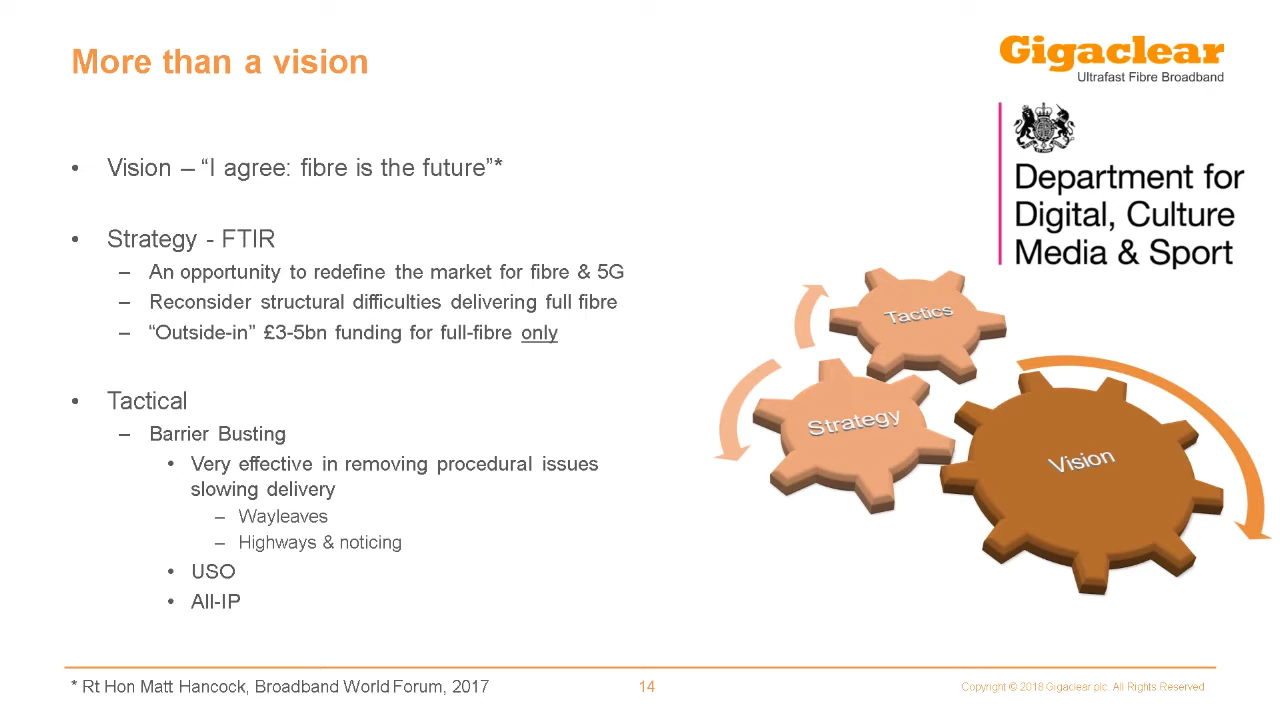 More than a vision
Gigaclear
Ultrafast Fibre Broadband
Department for
Digital, Culture
Media & Sport
• Vision – “I agree: fibre is the future”*
• Strategy - FTIR
– An opportunity to redefine the market for fibre & 5G
– Reconsider structural difficulties delivering full fibre
– “Outside-in” £3-5bn funding for full-fibre only
• Tactical
– Barrier Busting
• Very effective in removing procedural issues
slowing delivery
– Wayleaves
– Highways & noticing
• USO
• All-IP
Tactics
Strategy
Vision
* Rt Hon Matt Hancock, Broadband World Forum, 2017
14
Copyright © 2018 Gigaclear plc. All Rights Reserved